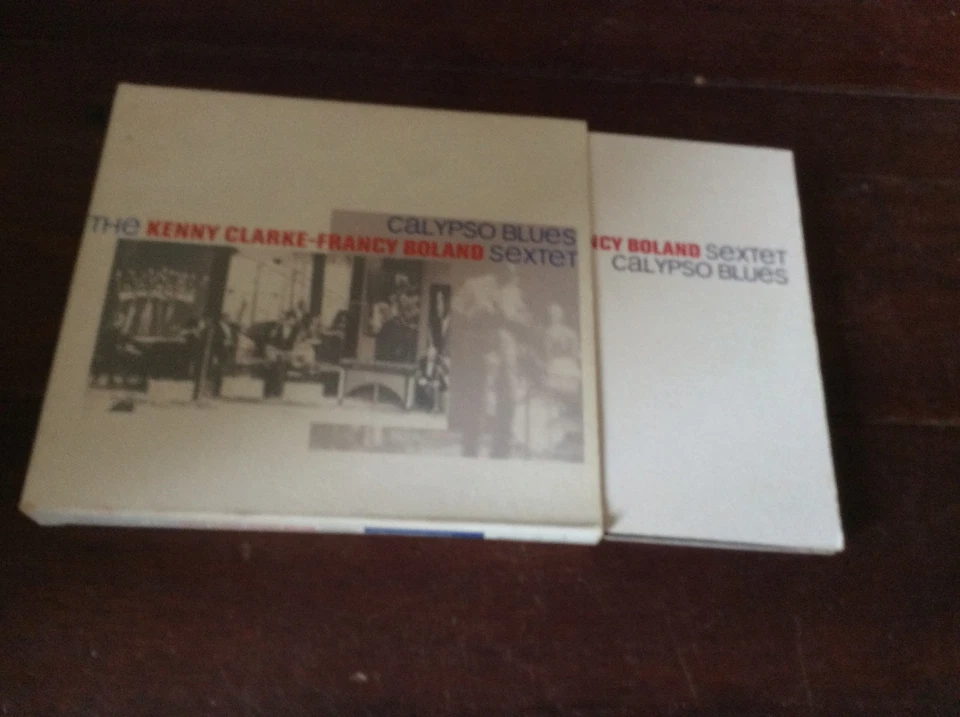 CaLYPSO BLUeS
THe KENNY CLARKE-FRANCY BOLAND SeXTeT
NCY BOLAND SeXTeT
CaLYPSO BLUeS